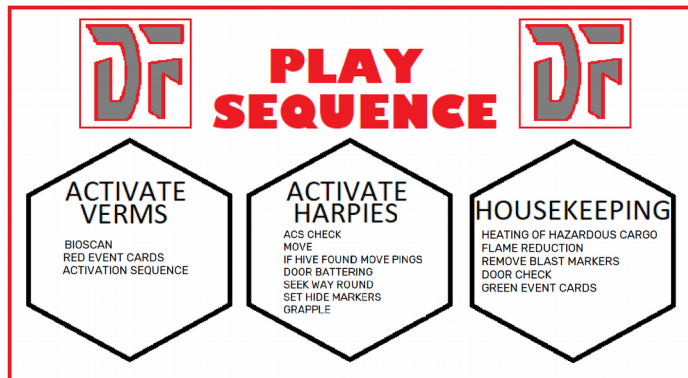 DF
PLAY
DF
SEQUENCE
ACTIVATE
VERMS
BIOSCAN
RED EVENT CARDS
ACTIVATION SEQUENCE
ACTIVATE
HARPIES
ACS CHECK
MOVE
IF HIVE FOUND MOVE PINGS
DOOR BATTERING
SEEK WAY ROUND
SET HIDE MARKERS
GRAPPLE
HOUSEKEEPING
HEATING OF HAZARDOUS CARGO
FLAME REDUCTION
REMOVE BLAST MARKERS
DOOR CHECK
GREEN EVENT CARDS